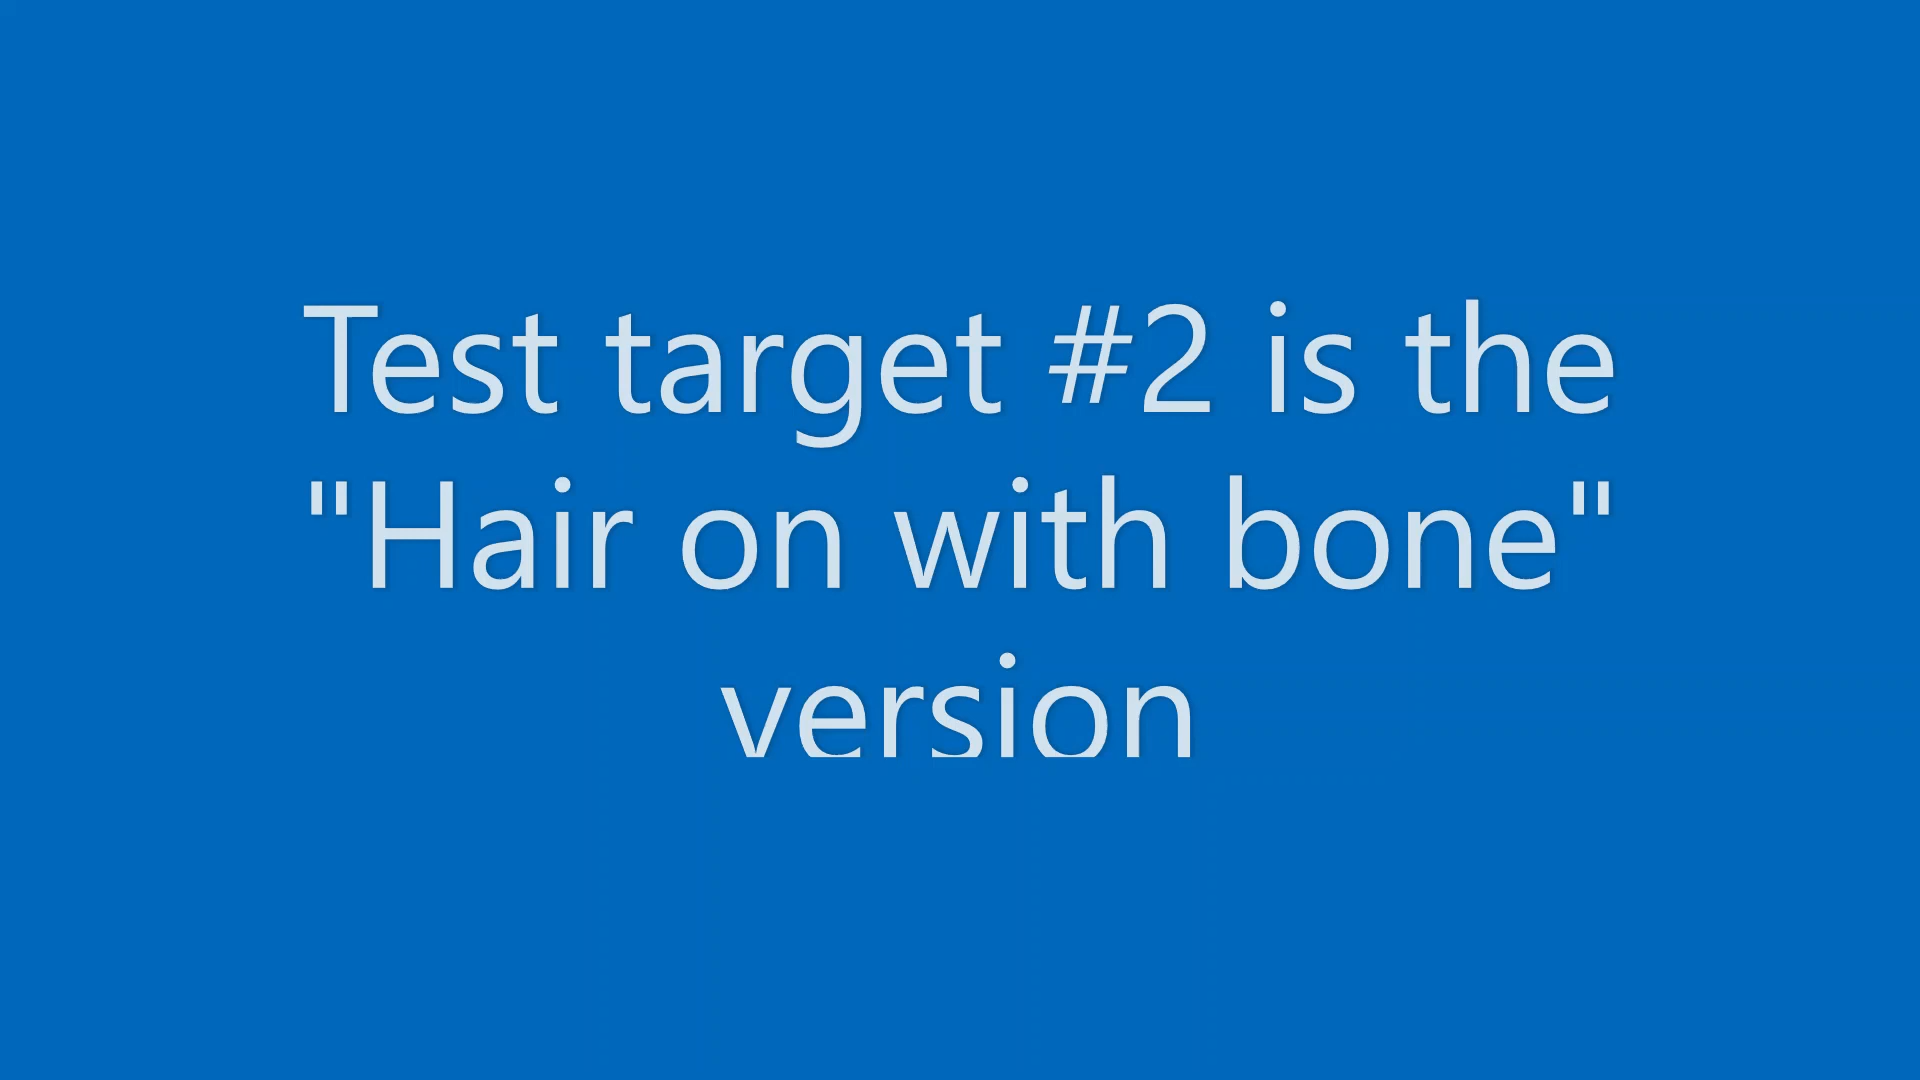 Test target #2 is the
"Hair on with bone"
version